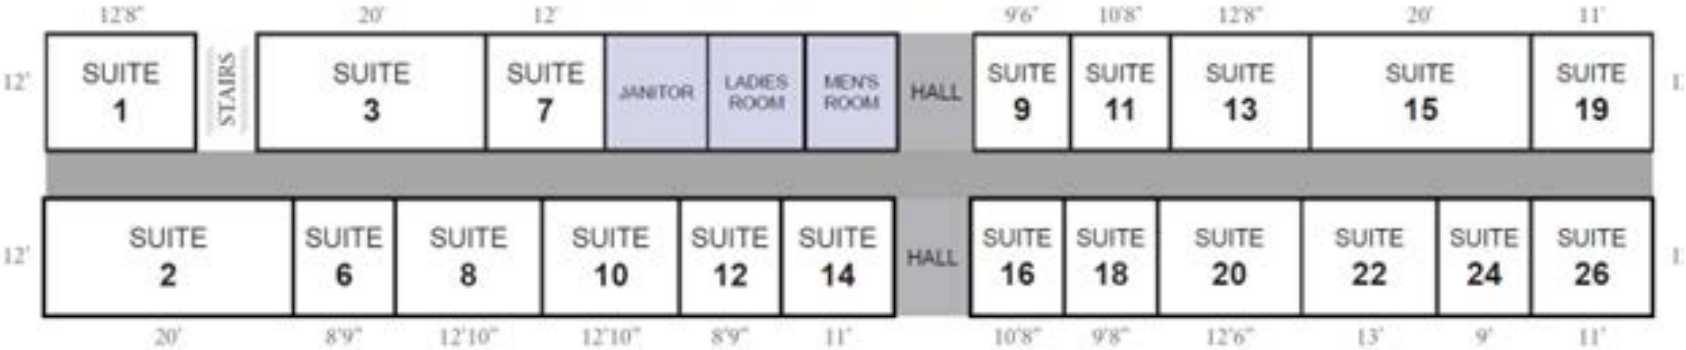 12'8" 20' 12' 9'6" 10'8" 12'8" 20' 11'
12'
SUITE
1
STAIRS
SUITE
3
SUITE
7
JANITOR
LADIES
ROOM
MEN'S
ROOM
HALL
SUITE
9
SUITE
11
SUITE
13
SUITE
15
SUITE
19
12'
SUITE
2
SUITE
6
SUITE
8
SUITE
10
SUITE
12
SUITE
14
HALL
SUITE
16
SUITE
18
SUITE
20
SUITE
22
SUITE
24
SUITE
26
20' 8'9" 12'10" 12'10" 8'9" 11' 10'8" 9'8" 12'6" 13' 9' 11'